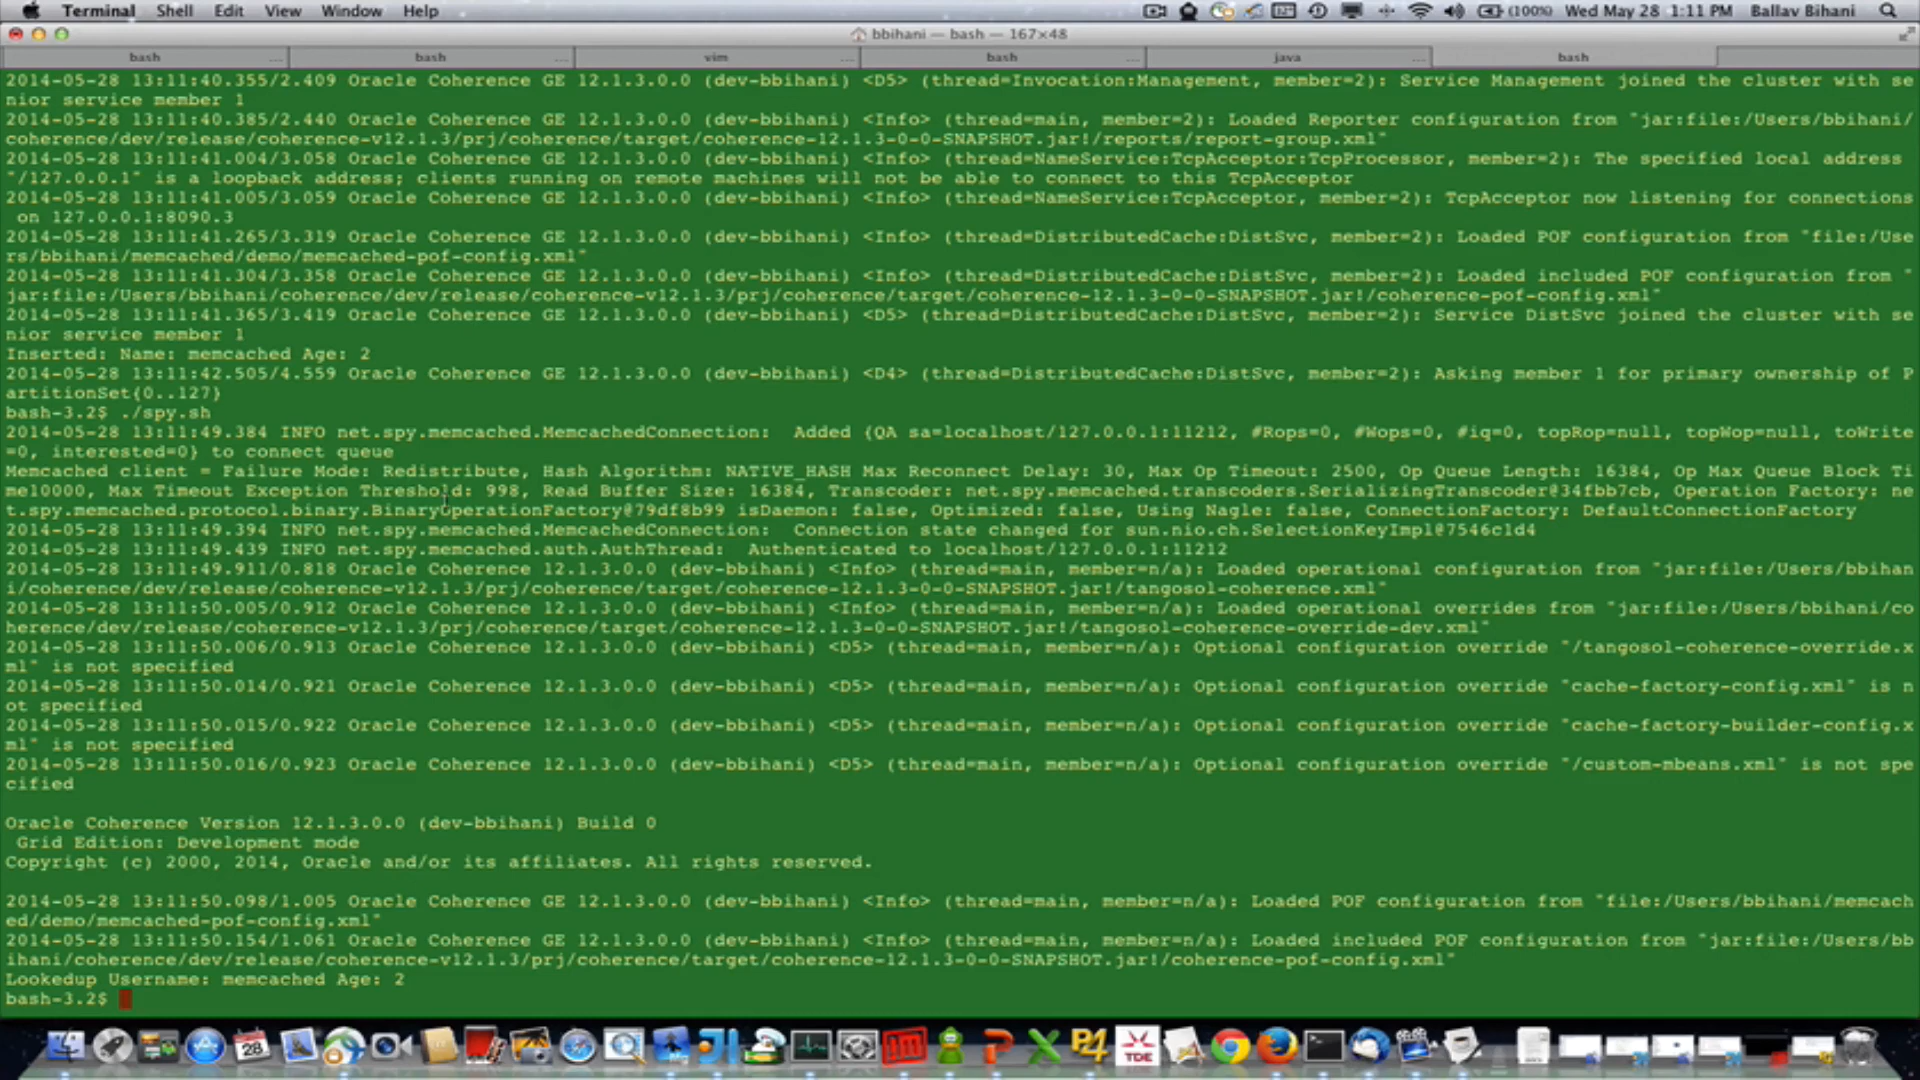 Terminal Shell Edit View Window Help (100%) Wed May 28 1:11 PM Ballav Bihani
bbihani — bash — 167×48
bash ... bash ... vim ... bash ... java ... bash
2014-05-28 13:11:40.355/2.409 Oracle Coherence GE 12.1.3.0.0 (dev-bbihani) <D5> (thread=Invocation:Management, member=2): Service Management joined the cluster with se
nior service member 1
2014-05-28 13:11:40.385/2.440 Oracle Coherence GE 12.1.3.0.0 (dev-bbihani) <Info> (thread=main, member=2): Loaded Reporter configuration from "jar:file:/Users/bbihani/
coherence/dev/release/coherence-v12.1.3/prj/coherence/target/coherence-12.1.3-0-0-SNAPSHOT.jar!/reports/report-group.xml"
2014-05-28 13:11:41.004/3.058 Oracle Coherence GE 12.1.3.0.0 (dev-bbihani) <Info> (thread=NameService:TcpAcceptor:TcpProcessor, member=2): The specified local address
"/127.0.0.1" is a loopback address; clients running on remote machines will not be able to connect to this TcpAcceptor
2014-05-28 13:11:41.005/3.059 Oracle Coherence GE 12.1.3.0.0 (dev-bbihani) <Info> (thread=NameService:TcpAcceptor, member=2): TcpAcceptor now listening for connections
on 127.0.0.1:8090.3
2014-05-28 13:11:41.265/3.319 Oracle Coherence GE 12.1.3.0.0 (dev-bbihani) <Info> (thread=DistributedCache:DistSvc, member=2): Loaded POF configuration from "file:/Use
rs/bbihani/memcached/demo/memcached-pof-config.xml"
2014-05-28 13:11:41.304/3.358 Oracle Coherence GE 12.1.3.0.0 (dev-bbihani) <Info> (thread=DistributedCache:DistSvc, member=2): Loaded included POF configuration from "
jar:file:/Users/bbihani/coherence/dev/release/coherence-v12.1.3/prj/coherence/target/coherence-12.1.3-0-0-SNAPSHOT.jar!/coherence-pof-config.xml"
2014-05-28 13:11:41.365/3.419 Oracle Coherence GE 12.1.3.0.0 (dev-bbihani) <D5> (thread=DistributedCache:DistSvc, member=2): Service DistSvc joined the cluster with se
nior service member 1
Inserted: Name: memcached Age: 2
2014-05-28 13:11:42.505/4.559 Oracle Coherence GE 12.1.3.0.0 (dev-bbihani) <D4> (thread=DistributedCache:DistSvc, member=2): Asking member 1 for primary ownership of P
artitionSet{0..127}
bash-3.2$ ./spy.sh
2014-05-28 13:11:49.384 INFO net.spy.memcached.MemcachedConnection:  Added {QA sa=localhost/127.0.0.1:11212, #Rops=0, #Wops=0, #iq=0, topRop=null, topWop=null, toWrite
=0, interested=0} to connect queue
Memcached client = Failure Mode: Redistribute, Hash Algorithm: NATIVE_HASH Max Reconnect Delay: 30, Max Op Timeout: 2500, Op Queue Length: 16384, Op Max Queue Block Ti
me10000, Max Timeout Exception Threshold: 998, Read Buffer Size: 16384, Transcoder: net.spy.memcached.transcoders.SerializingTranscoder@34fbb7cb, Operation Factory: ne
t.spy.memcached.protocol.binary.BinaryOperationFactory@79df8b99 isDaemon: false, Optimized: false, Using Nagle: false, ConnectionFactory: DefaultConnectionFactory
2014-05-28 13:11:49.394 INFO net.spy.memcached.MemcachedConnection:  Connection state changed for sun.nio.ch.SelectionKeyImpl@7546c1d4
2014-05-28 13:11:49.439 INFO net.spy.memcached.auth.AuthThread:  Authenticated to localhost/127.0.0.1:11212
2014-05-28 13:11:49.911/0.818 Oracle Coherence 12.1.3.0.0 (dev-bbihani) <Info> (thread=main, member=n/a): Loaded operational configuration from "jar:file:/Users/bbihan
i/coherence/dev/release/coherence-v12.1.3/prj/coherence/target/coherence-12.1.3-0-0-SNAPSHOT.jar!/tangosol-coherence.xml"
2014-05-28 13:11:50.005/0.912 Oracle Coherence 12.1.3.0.0 (dev-bbihani) <Info> (thread=main, member=n/a): Loaded operational overrides from "jar:file:/Users/bbihani/co
herence/dev/release/coherence-v12.1.3/prj/coherence/target/coherence-12.1.3-0-0-SNAPSHOT.jar!/tangosol-coherence-override-dev.xml"
2014-05-28 13:11:50.006/0.913 Oracle Coherence 12.1.3.0.0 (dev-bbihani) <D5> (thread=main, member=n/a): Optional configuration override "/tangosol-coherence-override.x
ml" is not specified
2014-05-28 13:11:50.014/0.921 Oracle Coherence 12.1.3.0.0 (dev-bbihani) <D5> (thread=main, member=n/a): Optional configuration override "cache-factory-config.xml" is n
ot specified
2014-05-28 13:11:50.015/0.922 Oracle Coherence 12.1.3.0.0 (dev-bbihani) <D5> (thread=main, member=n/a): Optional configuration override "cache-factory-builder-config.x
ml" is not specified
2014-05-28 13:11:50.016/0.923 Oracle Coherence 12.1.3.0.0 (dev-bbihani) <D5> (thread=main, member=n/a): Optional configuration override "/custom-mbeans.xml" is not spe
cified
Oracle Coherence Version 12.1.3.0.0 (dev-bbihani) Build 0
Grid Edition: Development mode
Copyright (c) 2000, 2014, Oracle and/or its affiliates. All rights reserved.
2014-05-28 13:11:50.098/1.005 Oracle Coherence GE 12.1.3.0.0 (dev-bbihani) <Info> (thread=main, member=n/a): Loaded POF configuration from "file:/Users/bbihani/memcach
ed/demo/memcached-pof-config.xml"
2014-05-28 13:11:50.154/1.061 Oracle Coherence GE 12.1.3.0.0 (dev-bbihani) <Info> (thread=main, member=n/a): Loaded included POF configuration from "jar:file:/Users/bb
ihani/coherence/dev/release/coherence-v12.1.3/prj/coherence/target/coherence-12.1.3-0-0-SNAPSHOT.jar!/coherence-pof-config.xml"
Lookedup Username: memcached Age: 2
bash-3.2$
28 P4 TDE